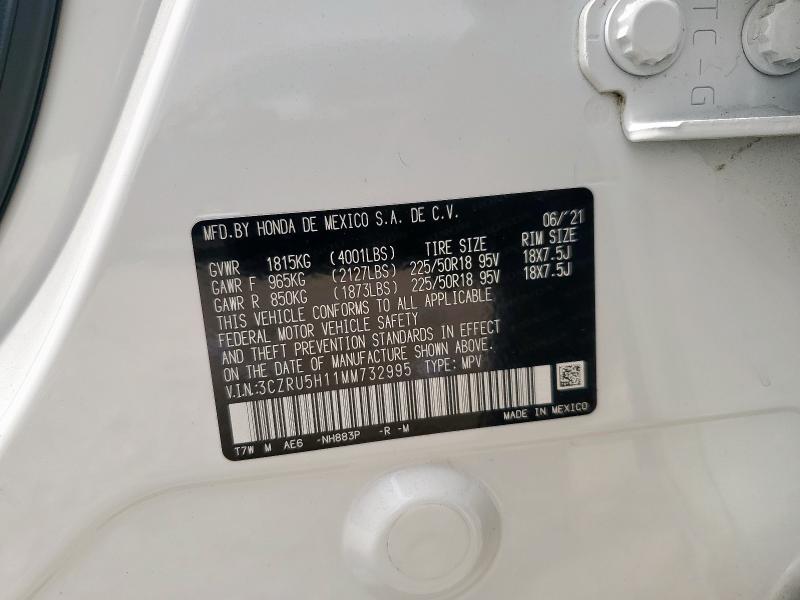 TC-G
MFD.BY HONDA DE MEXICO S.A. DE C.V. 06/'21
GVWR 1815KG (4001LBS) TIRE SIZE RIM SIZE
GAWR F 965KG (2127LBS) 225/50R18 95V 18X7.5J
GAWR R 850KG (1873LBS) 225/50R18 95V 18X7.5J
THIS VEHICLE CONFORMS TO ALL APPLICABLE
FEDERAL MOTOR VEHICLE SAFETY
AND THEFT PREVENTION STANDARDS IN EFFECT
ON THE DATE OF MANUFACTURE SHOWN ABOVE.
V.I.N.:3CZRU5H11MM732995 TYPE: MPV
MADE IN MEXICO
T7W M AE6 -NH883P -R -M